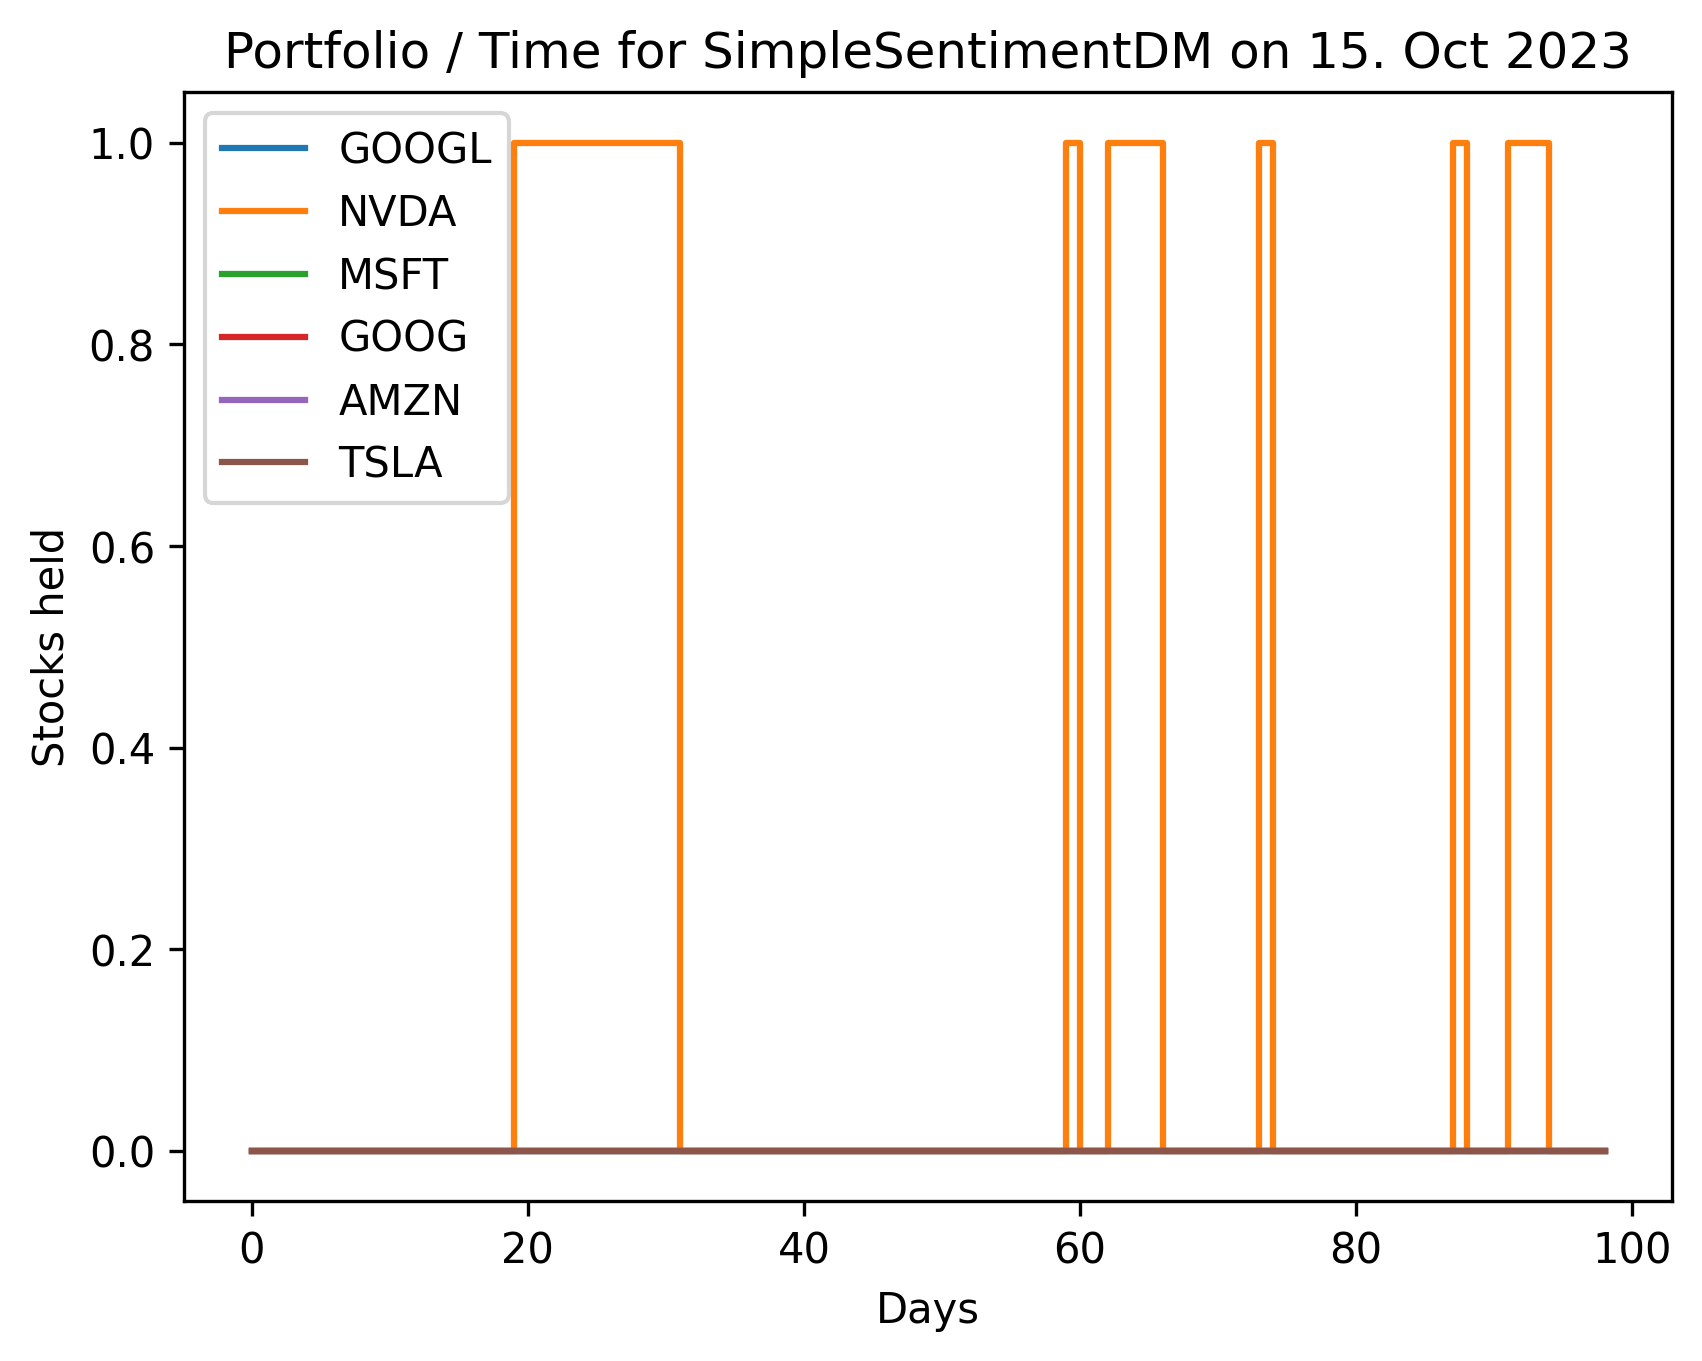 Portfolio / Time for SimpleSentimentDM on 15. Oct 2023
GOOGL
NVDA
MSFT
GOOG
AMZN
TSLA
Stocks held
1.0
0.8
0.6
0.4
0.2
0.0
0 20 40 60 80 100
Days